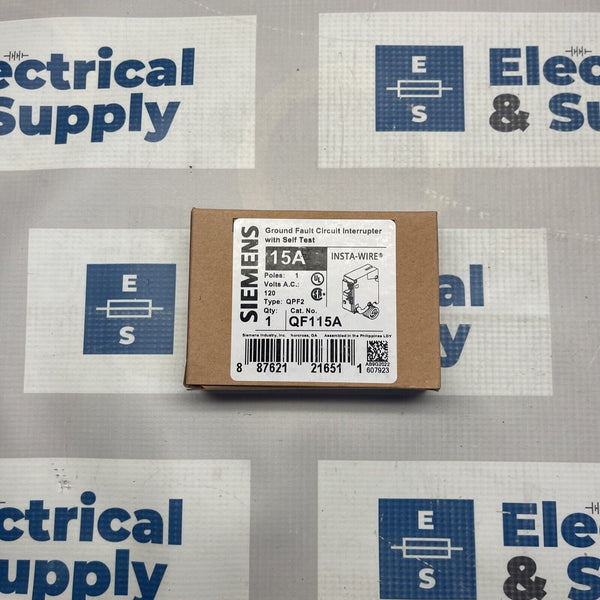 ectrical
Supply
E
S
Elec
& Su
SIEMENS
Ground Fault Circuit Interrupter
with Self Test
15A
INSTA-WIRE®
Poles: 1
Volts A.C.:
120
Type: QPF2
Qty: Cat. No.
1 QF115A
Siemens Industry, Inc. Norcross, GA Assembled in the Philippines LGY
8 87621 21651 1
607923
E
S
ectrical
Supply
E
S
Elec
& Su